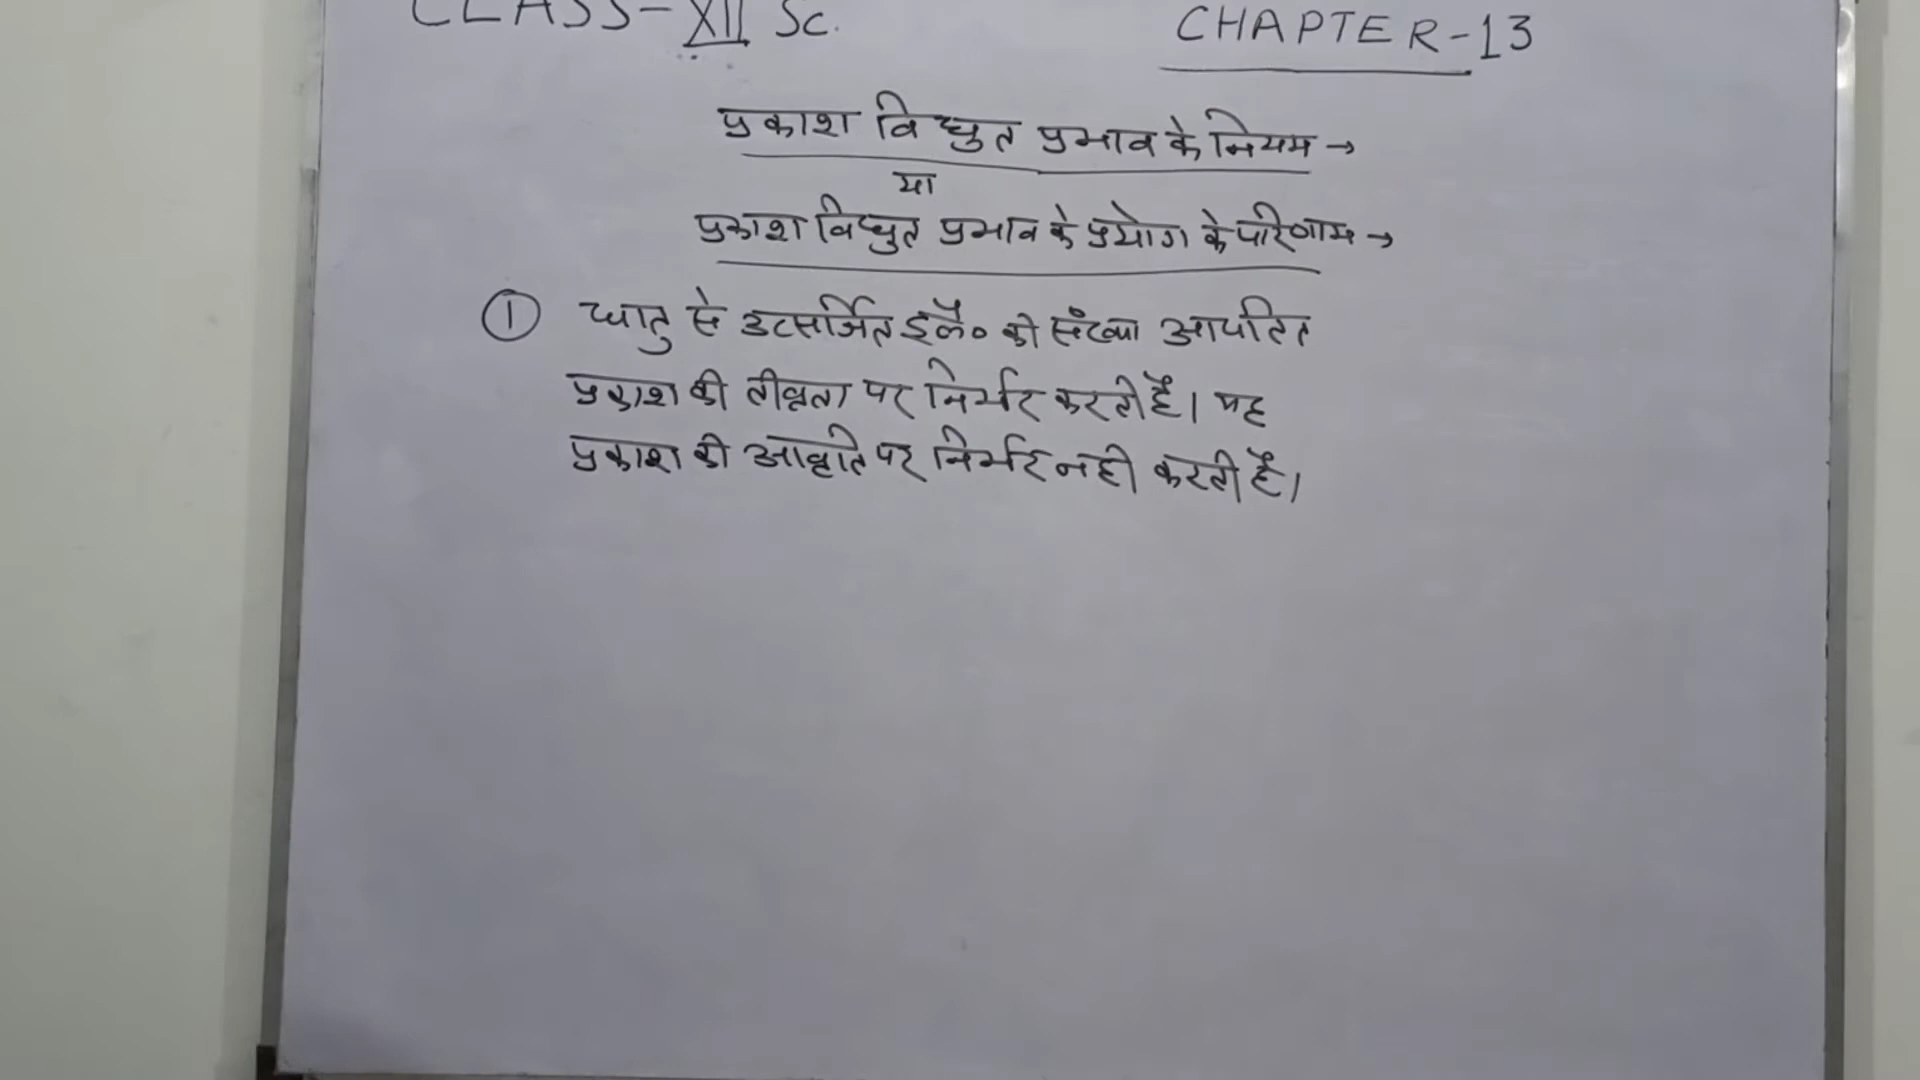 CLASS-XII Sc.
CHAPTER-13
प्रकाश विद्युत प्रभाव के नियम →
या
प्रकाश विद्युत प्रभाव के प्रयोग के परिणाम →
① धातु से उत्सर्जित इलै० की संख्या आपतित
प्रकाश की तीव्रता पर निर्भर करती है। यह
प्रकाश की आवृति पर निर्भर नही करती है।